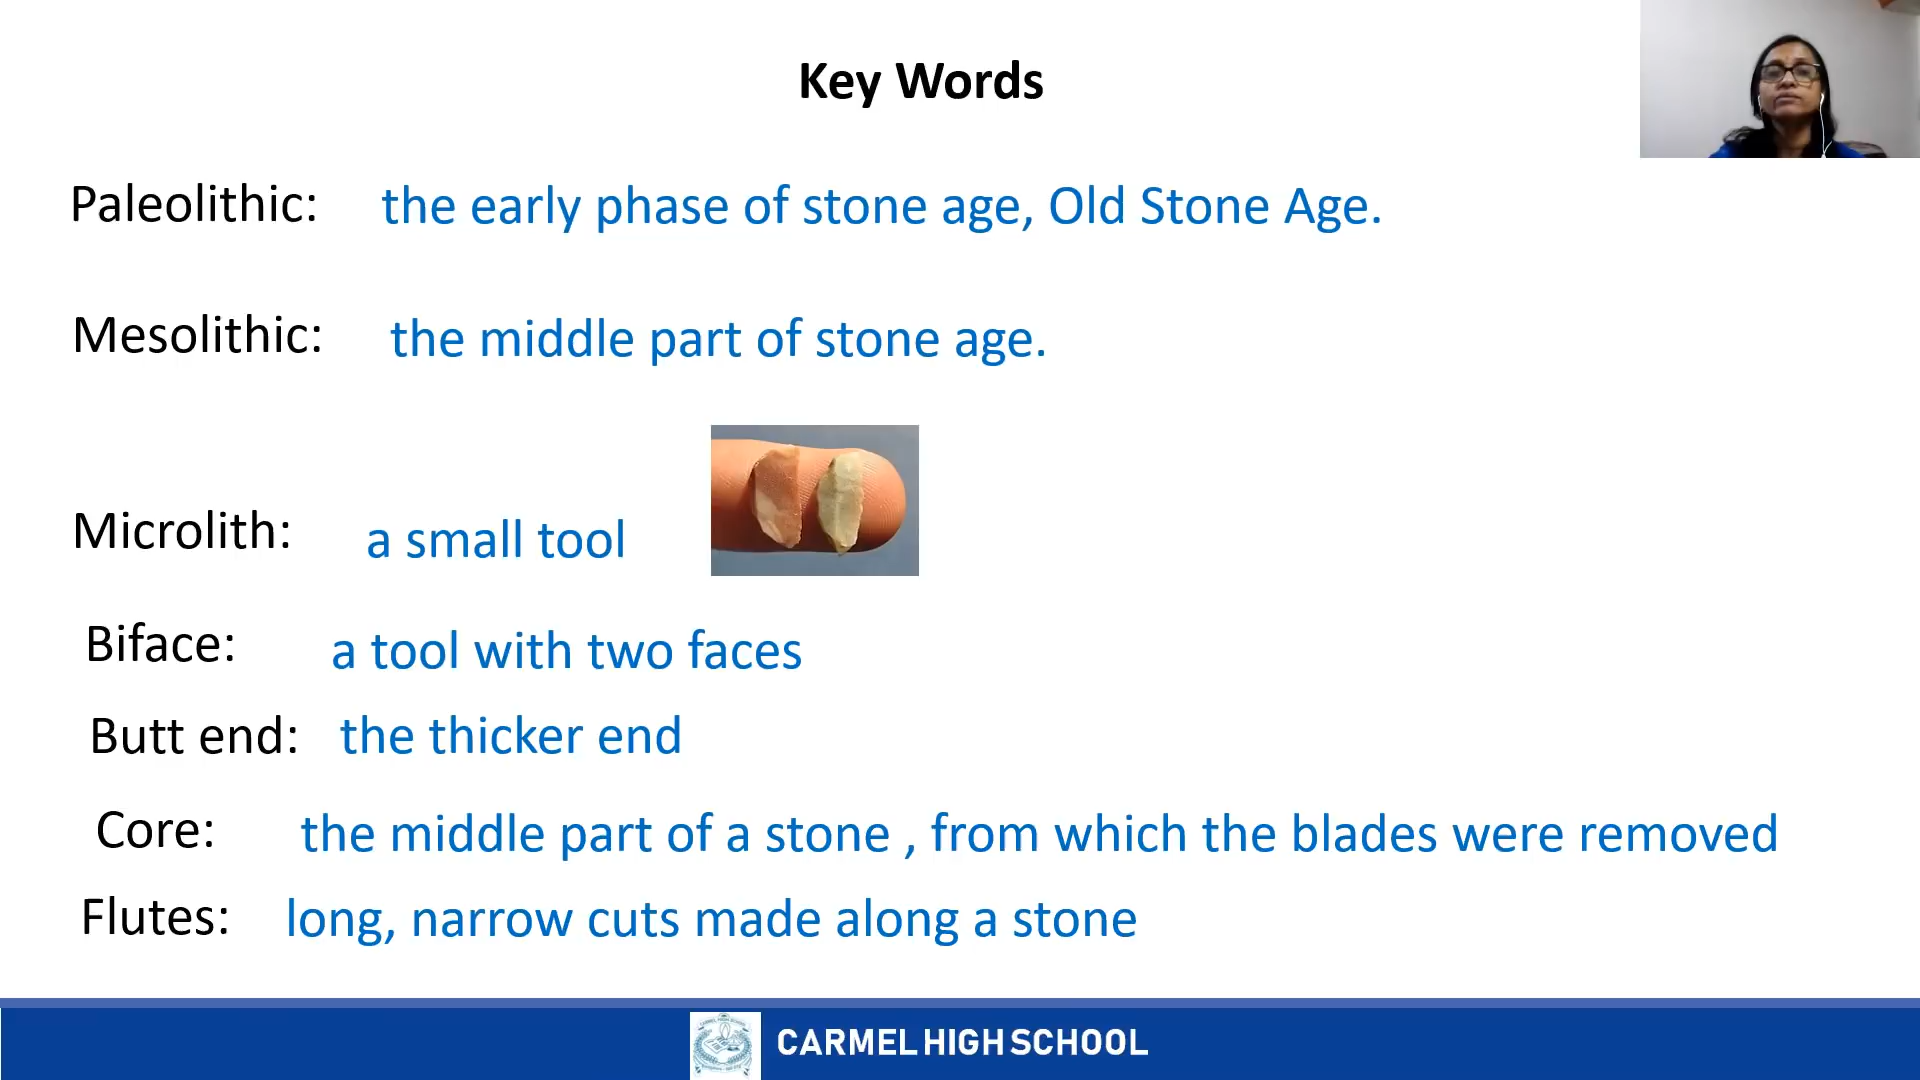 Key Words
Paleolithic: the early phase of stone age, Old Stone Age.
Mesolithic: the middle part of stone age.
Microlith: a small tool
Biface: a tool with two faces
Butt end: the thicker end
Core: the middle part of a stone , from which the blades were removed
Flutes: long, narrow cuts made along a stone
CARMEL HIGH SCHOOL